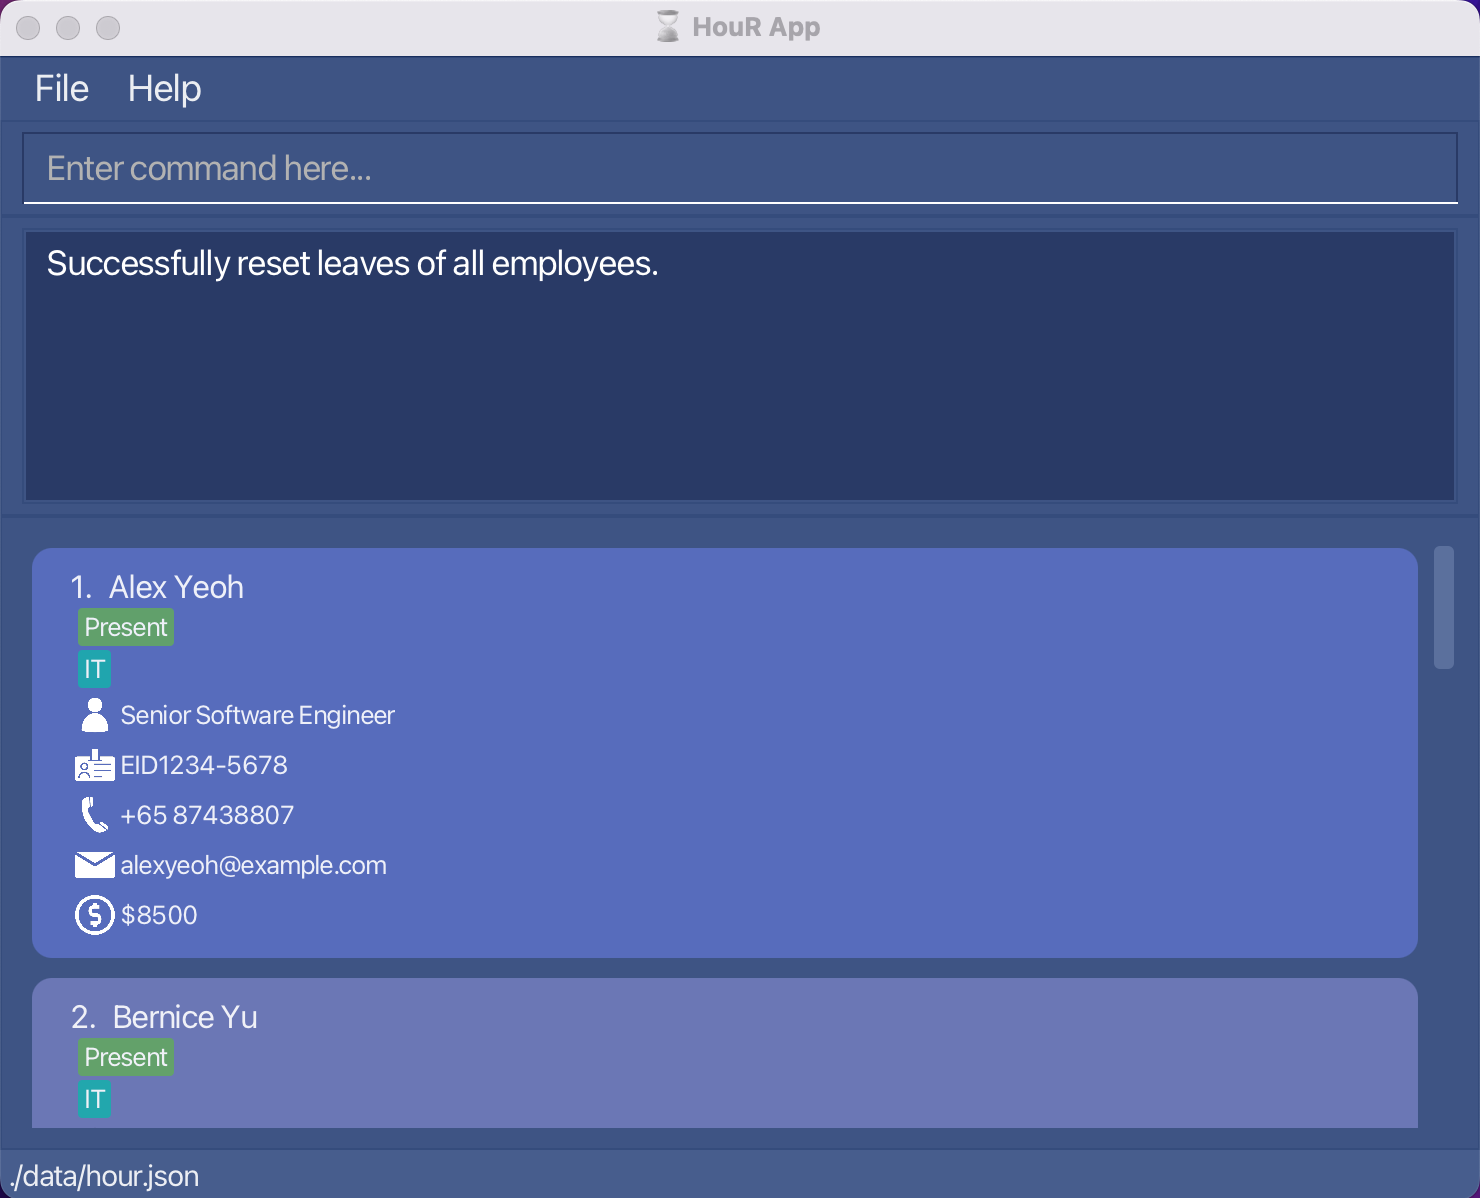 HouR App
File Help
Enter command here...
Successfully reset leaves of all employees.
1. Alex Yeoh
Present
IT
Senior Software Engineer
EID1234-5678
+65 87438807
alexyeoh@example.com
$8500
2. Bernice Yu
Present
IT
./data/hour.json